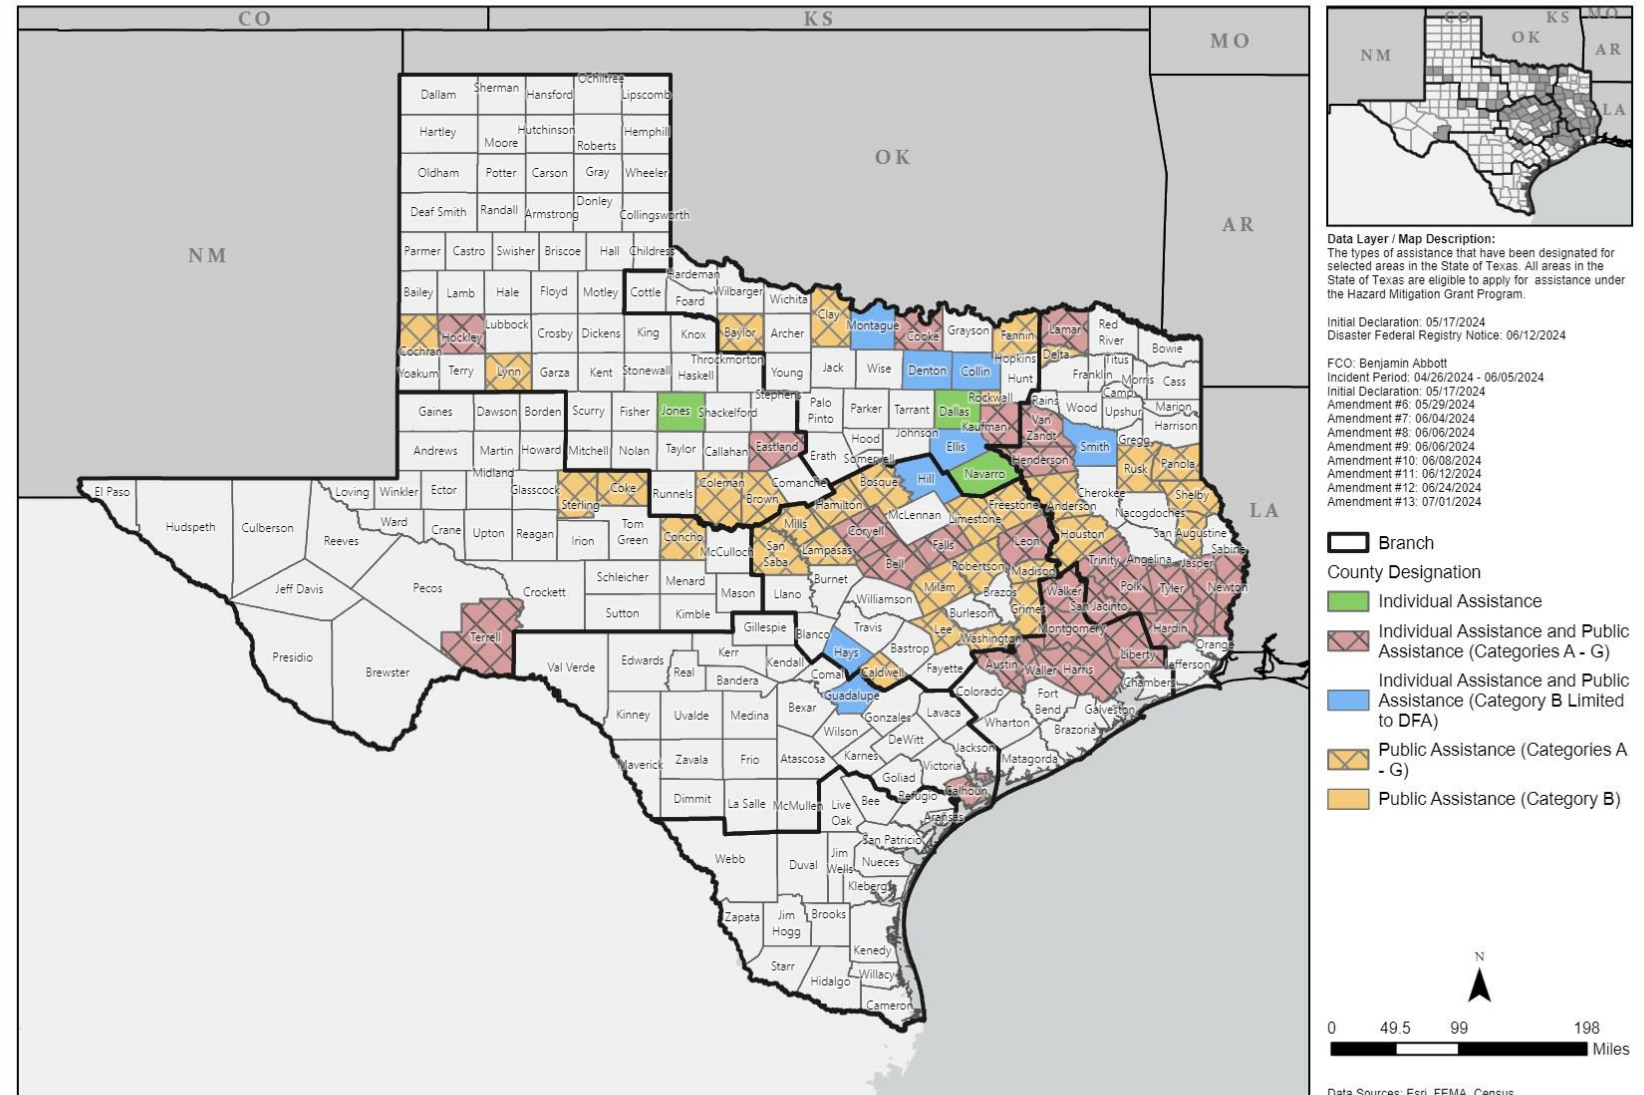 CO
KS
MO
OK
NM
AR
LA
Dallam
Sherman
Hansford
Ochiltree
Lipscomb
Hartley
Moore
Hutchinson
Roberts
Hemphill
Oldham
Potter
Carson
Gray
Wheeler
Deaf Smith
Randall
Armstrong
Donley
Collingsworth
Parmer
Castro
Swisher
Briscoe
Hall
Childress
Hardeman
Bailey
Lamb
Hale
Floyd
Motley
Cottle
Foard
Wilbarger
Wichita
Clay
Montague
Cooke
Grayson
Fannin
Lamar
Red
River
Bowie
Cochran
Hockley
Lubbock
Crosby
Dickens
King
Knox
Baylor
Archer
Yoakum
Terry
Lynn
Garza
Kent
Stonewall
Haskell
Throckmorton
Young
Jack
Wise
Denton
Collin
Hopkins
Hunt
Delta
Franklin
Titus
Morris
Cass
Camp
Gaines
Dawson
Borden
Scurry
Fisher
Jones
Shackelford
Stephens
Palo
Pinto
Parker
Tarrant
Dallas
Rockwall
Kaufman
Rains
Wood
Upshur
Marion
Harrison
Van
Zandt
Smith
Gregg
Andrews
Martin
Howard
Mitchell
Nolan
Taylor
Callahan
Eastland
Erath
Hood
Somervell
Johnson
Ellis
Henderson
Rusk
Panola
El Paso
Hudspeth
Culberson
Loving
Winkler
Ector
Midland
Glasscock
Sterling
Coke
Runnels
Coleman
Brown
Comanche
Bosque
Hill
Navarro
Hamilton
McLennan
Limestone
Freestone
Anderson
Cherokee
Nacogdoches
Shelby
San Augustine
Sabine
Reeves
Ward
Crane
Upton
Reagan
Irion
Tom
Green
Concho
McCulloch
San
Saba
Mills
Lampasas
Coryell
Bell
Falls
Leon
Houston
Trinity
Angelina
Jasper
Newton
Jeff Davis
Pecos
Crockett
Schleicher
Menard
Mason
Llano
Burnet
Williamson
Milam
Robertson
Brazos
Madison
Grimes
Walker
San Jacinto
Polk
Tyler
Hardin
Presidio
Brewster
Terrell
Sutton
Kimble
Gillespie
Blanco
Travis
Hays
Bastrop
Lee
Burleson
Washington
Montgomery
Liberty
Orange
Jefferson
Chambers
Val Verde
Edwards
Real
Kerr
Bandera
Kendall
Comal
Caldwell
Fayette
Austin
Waller
Harris
Guadalupe
Colorado
Fort
Bend
Galveston
Brazoria
Kinney
Uvalde
Medina
Bexar
Wilson
Gonzales
Lavaca
Wharton
Matagorda
Maverick
Zavala
Frio
Atascosa
Karnes
DeWitt
Jackson
Victoria
Goliad
Calhoun
Refugio
Aransas
Dimmit
La Salle
McMullen
Live
Oak
Bee
San Patricio
Nueces
Webb
Duval
Jim
Wells
Kleberg
Zapata
Jim
Hogg
Brooks
Kenedy
Starr
Hidalgo
Willacy
Cameron
CO
KS
MO
NM
OK
AR
LA
Data Layer / Map Description:
The types of assistance that have been designated for
selected areas in the State of Texas. All areas in the
State of Texas are eligible to apply for assistance under
the Hazard Mitigation Grant Program.
Initial Declaration: 05/17/2024
Disaster Federal Registry Notice: 06/12/2024
FCO: Benjamin Abbott
Incident Period: 04/26/2024 - 06/05/2024
Initial Declaration: 05/17/2024
Amendment #6: 05/29/2024
Amendment #7: 06/04/2024
Amendment #8: 06/06/2024
Amendment #9: 06/06/2024
Amendment #10: 06/08/2024
Amendment #11: 06/12/2024
Amendment #12: 06/24/2024
Amendment #13: 07/01/2024
Branch
County Designation
Individual Assistance
Individual Assistance and Public
Assistance (Categories A - G)
Individual Assistance and Public
Assistance (Category B Limited
to DFA)
Public Assistance (Categories A
- G)
Public Assistance (Category B)
N
0 49.5 99 198
Miles
Data Sources: Esri, FEMA, Census